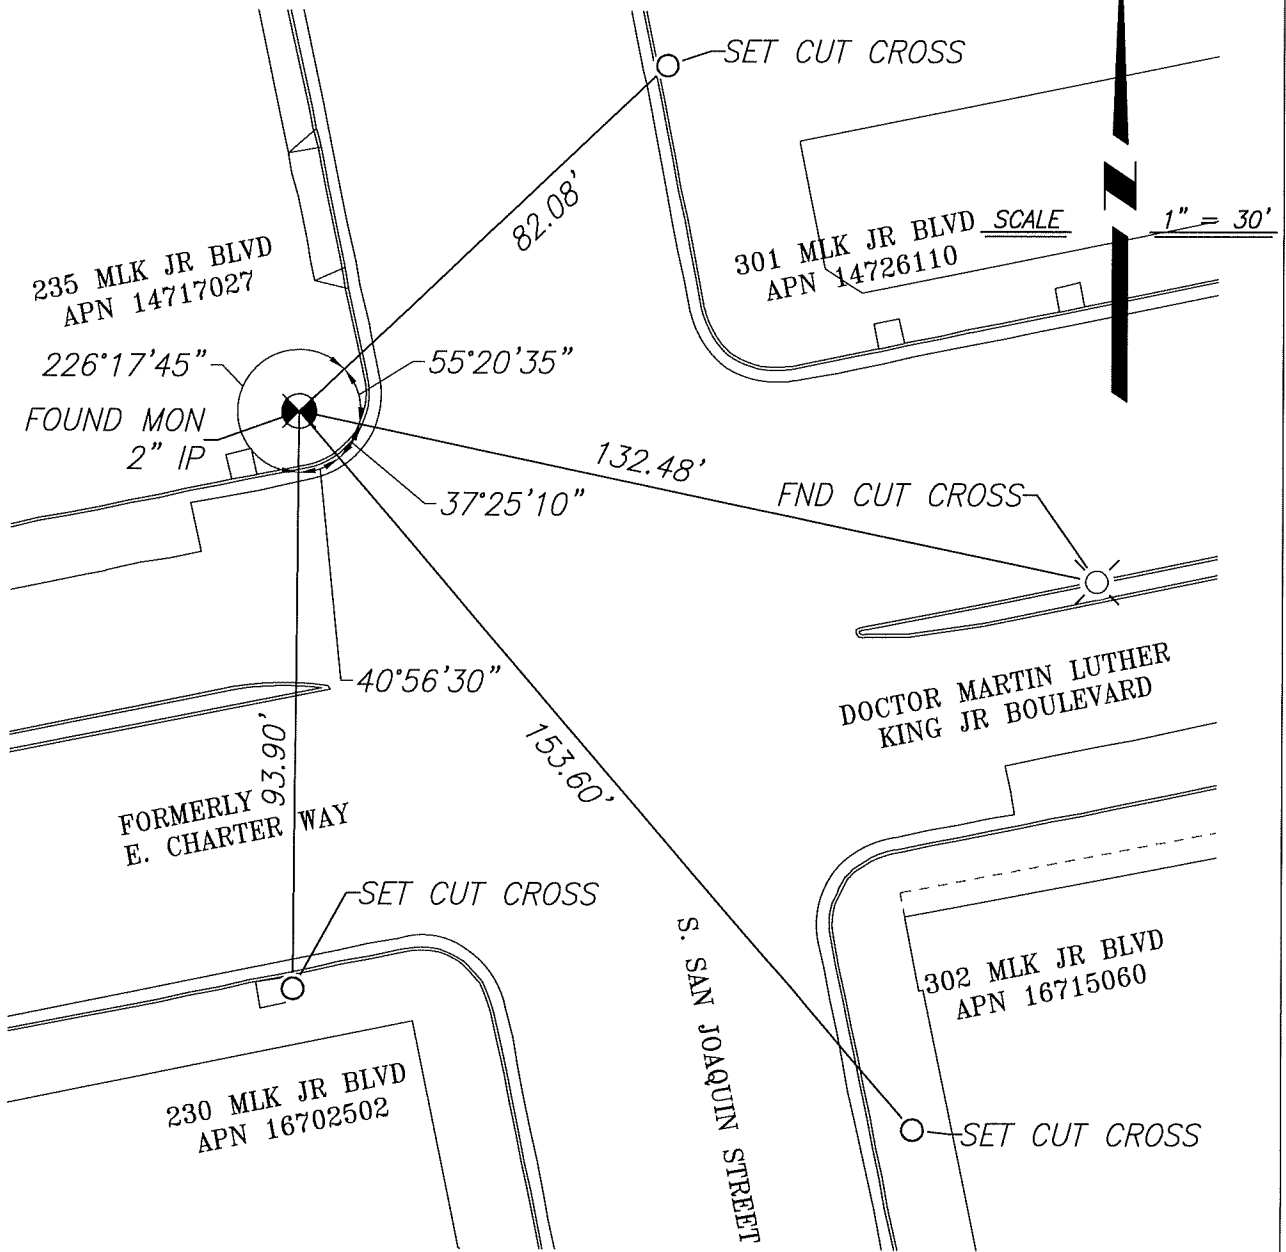 SET CUT CROSS
82.08'
SCALE 1" = 30'
N
301 MLK JR BLVD
APN 14726110
235 MLK JR BLVD
APN 14717027
226°17'45"
55°20'35"
FOUND MON
2" IP
37°25'10"
132.48'
FND CUT CROSS
40°56'30"
153.60'
93.90'
DOCTOR MARTIN LUTHER
KING JR BOULEVARD
FORMERLY
E. CHARTER WAY
SET CUT CROSS
S. SAN JOAQUIN STREET
302 MLK JR BLVD
APN 16715060
230 MLK JR BLVD
APN 16702502
SET CUT CROSS